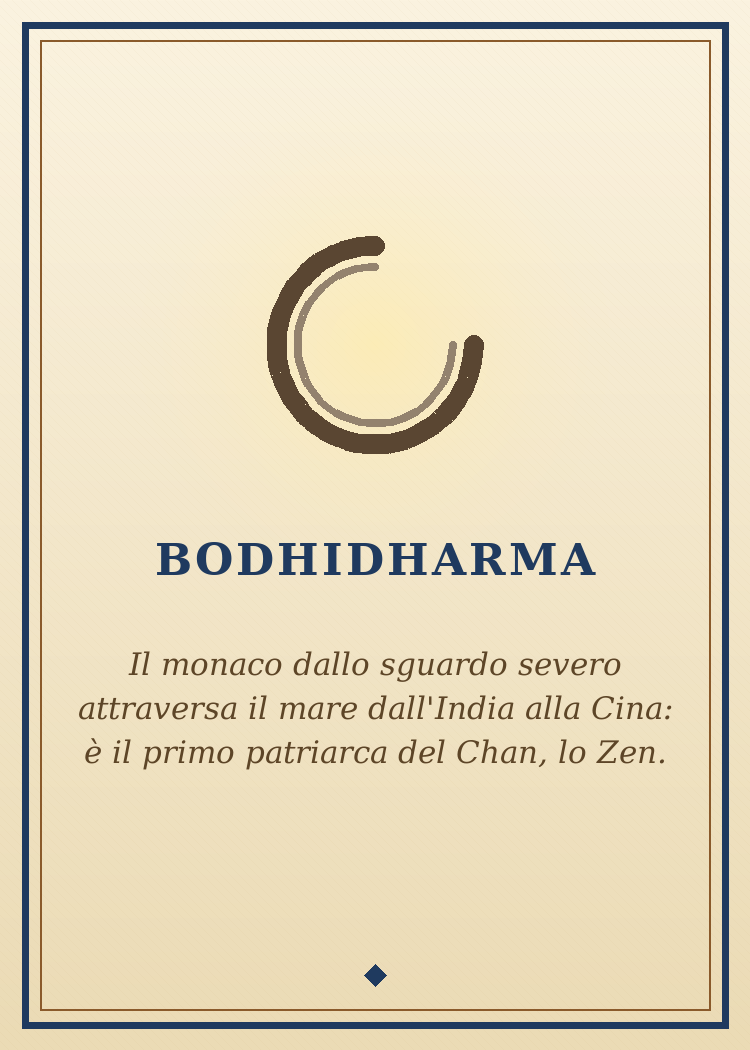 BODHIDHARMA
Il monaco dallo sguardo severo
attraversa il mare dall'India alla Cina:
è il primo patriarca del Chan, lo Zen.